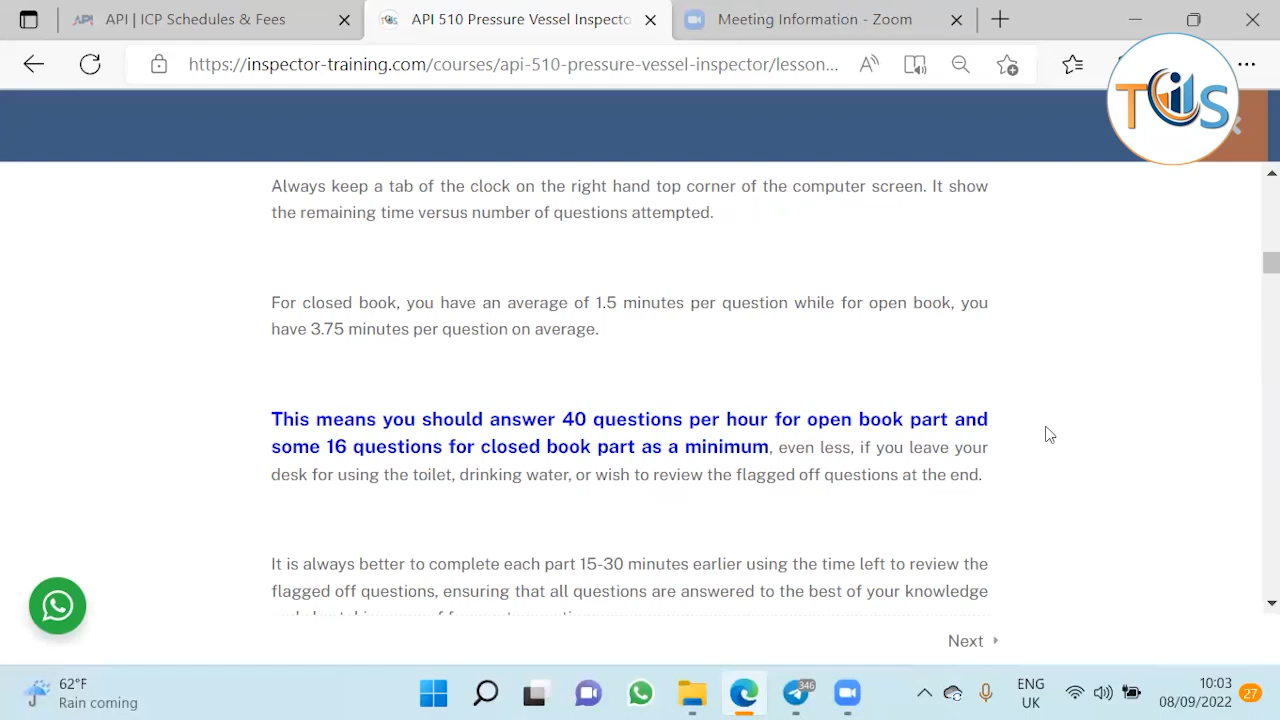 API | ICP Schedules & Fees
API 510 Pressure Vessel Inspecto
Meeting Information - Zoom
https://inspector-training.com/courses/api-510-pressure-vessel-inspector/lesson...
TIS
Always keep a tab of the clock on the right hand top corner of the computer screen. It show
the remaining time versus number of questions attempted.
For closed book, you have an average of 1.5 minutes per question while for open book, you
have 3.75 minutes per question on average.
This means you should answer 40 questions per hour for open book part and
some 16 questions for closed book part as a minimum, even less, if you leave your
desk for using the toilet, drinking water, or wish to review the flagged off questions at the end.
It is always better to complete each part 15-30 minutes earlier using the time left to review the
flagged off questions, ensuring that all questions are answered to the best of your knowledge
Next
62°F
Rain coming
346
ENG
UK
10:03
08/09/2022
27